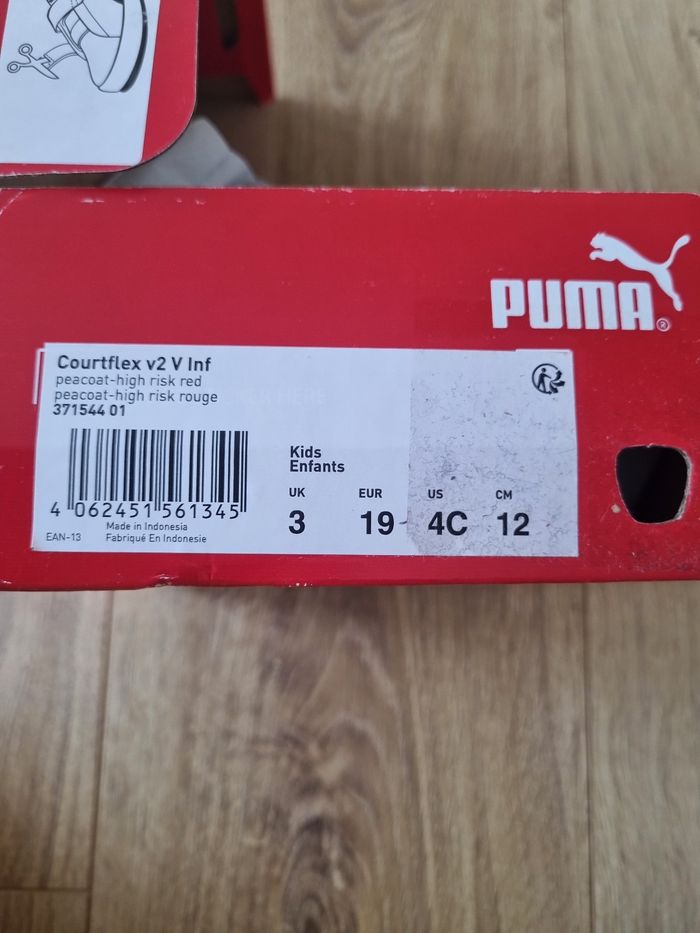 PUMA®
Courtflex v2 V Inf
peacoat-high risk red
peacoat-high risk rouge
371544 01
Kids
Enfants
UK EUR US CM
3 19 4C 12
4 062451 561345
Made in Indonesia
EAN-13 Fabriqué En Indonesie